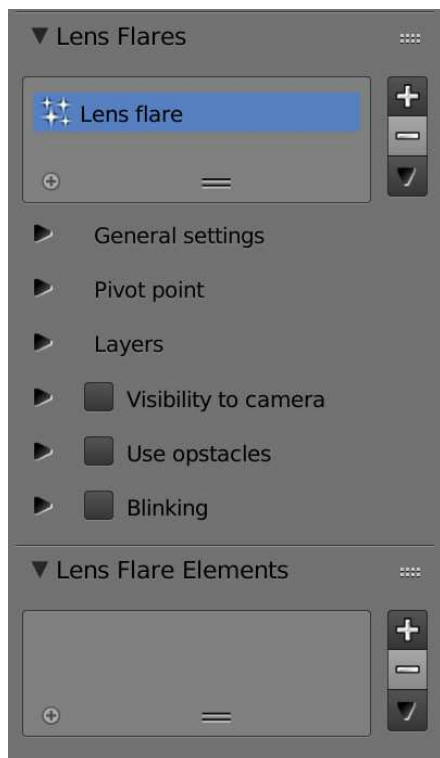 Lens Flares
Lens flare
General settings
Pivot point
Layers
Visibility to camera
Use opstacles
Blinking
Lens Flare Elements